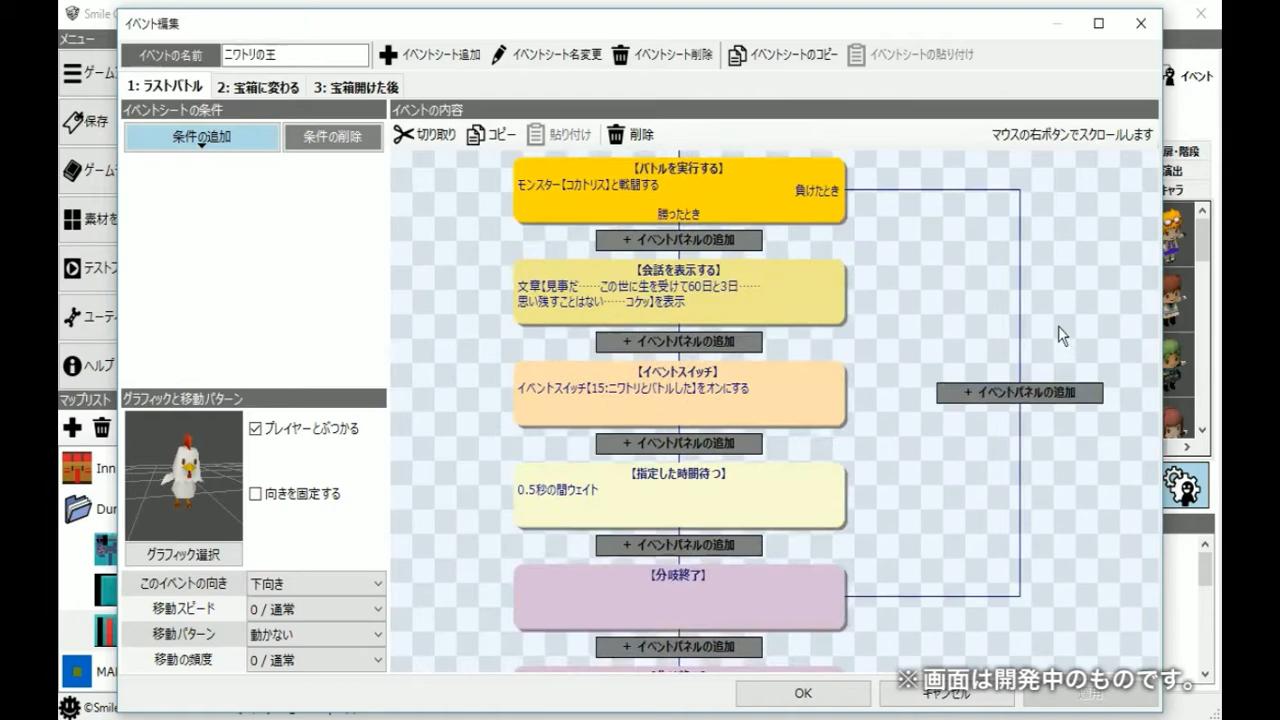 Smile
イベント編集
イベントの名前
ニワトリの王
イベントシート追加
イベントシート名変更
イベントシート削除
イベントシートのコピー
イベントシートの貼り付け
1: ラストバトル
2: 宝箱に変わる
3: 宝箱開けた後
イベントシートの条件
条件の追加
条件の削除
イベントの内容
切り取り
コピー
貼り付け
削除
マウスの右ボタンでスクロールします
【バトルを実行する】
モンスター【コカトリス】と戦闘する
負けたとき
勝ったとき
+ イベントパネルの追加
【会話を表示する】
文章【見事だ……この世に生を受けて60日と3日……
思い残すことはない……コケッ】を表示
+ イベントパネルの追加
【イベントスイッチ】
イベントスイッチ【15:ニワトリとバトルした】をオンにする
+ イベントパネルの追加
+ イベントパネルの追加
【指定した時間待つ】
0.5秒の間ウェイト
+ イベントパネルの追加
【分岐終了】
+ イベントパネルの追加
グラフィックと移動パターン
プレイヤーとぶつかる
向きを固定する
グラフィック選択
このイベントの向き
下向き
移動スピード
0 / 通常
移動パターン
動かない
移動の頻度
0 / 通常
OK
キャンセル
適用
※画面は開発中のものです。
メニュー
ゲーム
保存
ゲーム
素材を
テストプ
ユーテ
ヘルプ
マップリスト
Inn
Dun
MA
©Smile
イベント
扉・階段
演出
キャラ